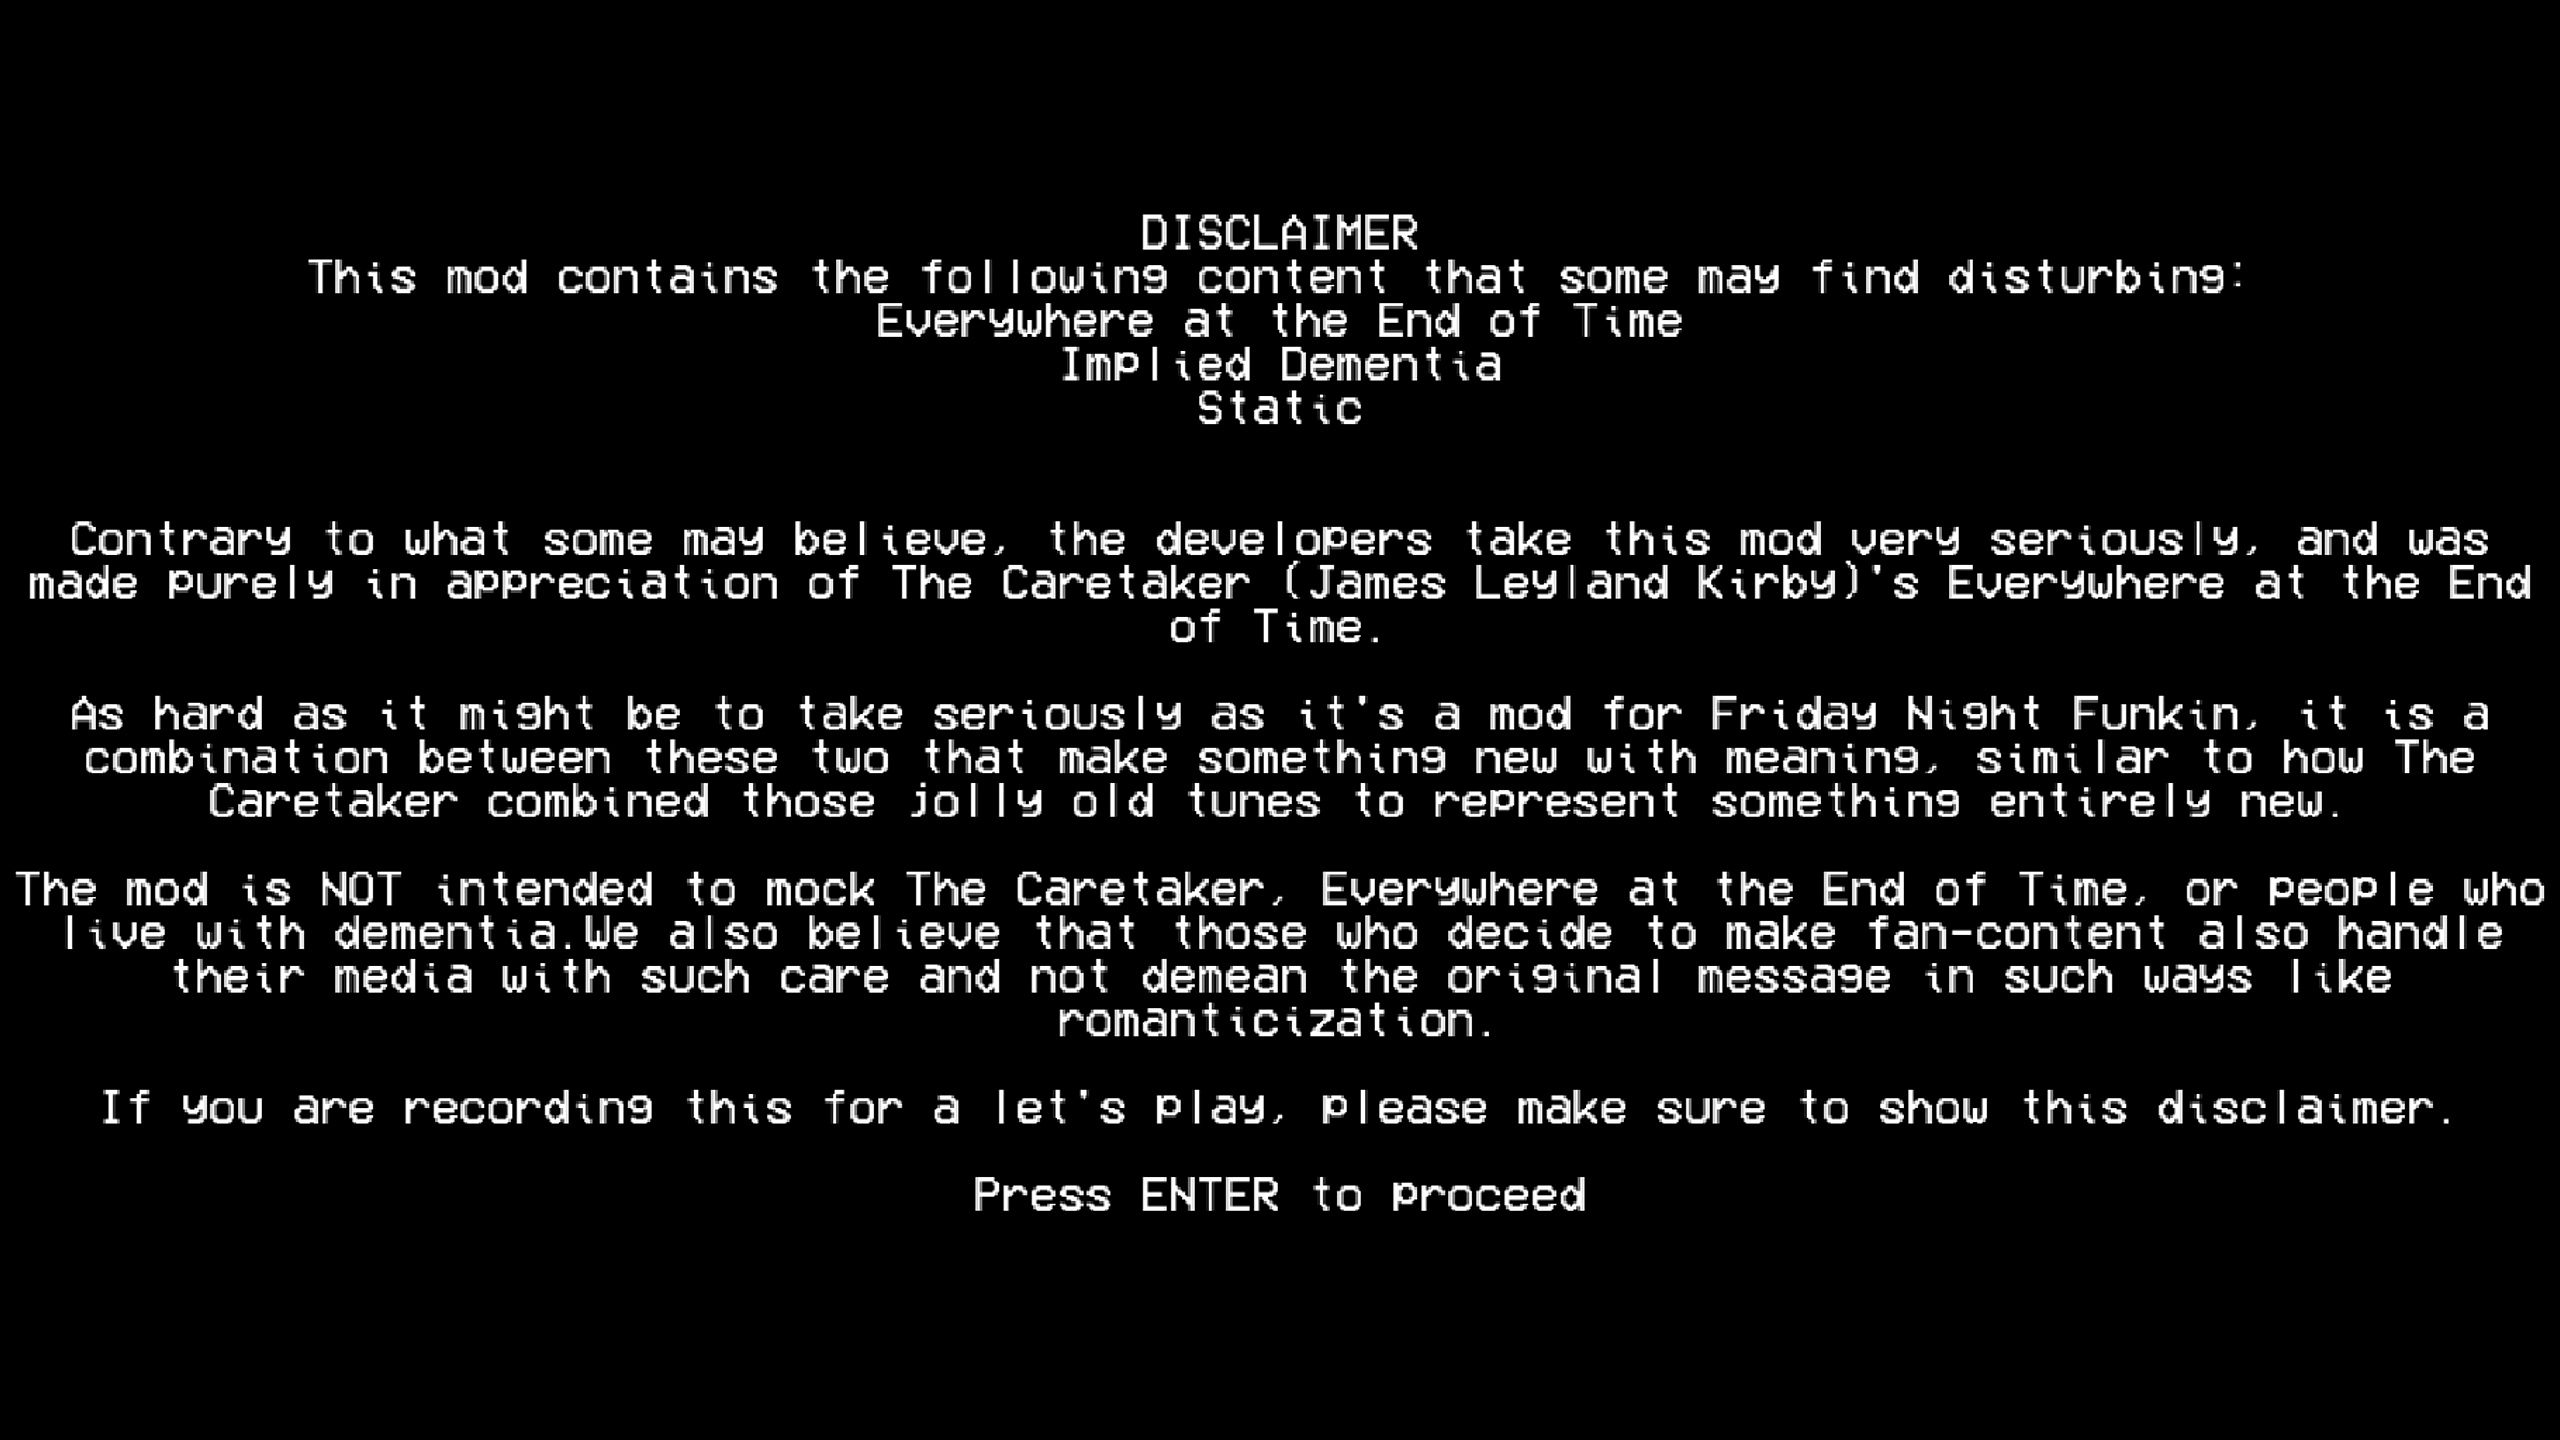 DISCLAIMER
This mod contains the following content that some may find disturbing:
Everywhere at the End of Time
Implied Dementia
Static
Contrary to what some may believe, the developers take this mod very seriously, and was
made purely in appreciation of The Caretaker (James Leyland Kirby)'s Everywhere at the End
of Time.
As hard as it might be to take seriously as it's a mod for Friday Night Funkin, it is a
combination between these two that make something new with meaning, similar to how The
Caretaker combined those jolly old tunes to represent something entirely new.
The mod is NOT intended to mock The Caretaker, Everywhere at the End of Time, or people who
live with dementia.We also believe that those who decide to make fan-content also handle
their media with such care and not demean the original message in such ways like
romanticization.
If you are recording this for a let's play, please make sure to show this disclaimer.
Press ENTER to proceed